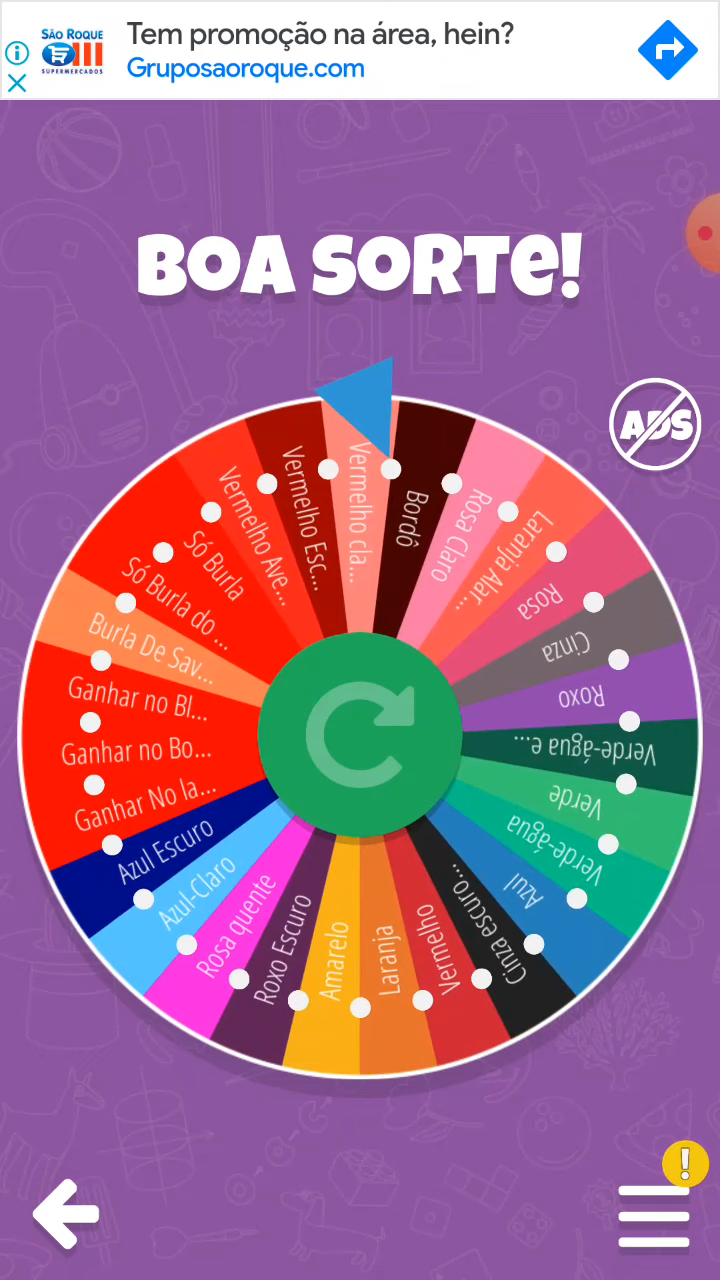 SÃO ROQUE
SUPERMERCADOS
Tem promoção na área, hein?
Gruposaoroque.com
BOA SORTE!
ADS
Vermelho cla...
Bordô
Rosa Claro
Laranja Alar...
Rosa
Cinza
Roxo
Verde-água e...
Verde
Verde-água
Azul
Cinza escuro...
Vermelho
Laranja
Amarelo
Roxo Escuro
Rosa quente
Azul-Claro
Azul Escuro
Ganhar No la...
Ganhar no Bo...
Ganhar no Bl...
Burla De Sav...
Só Burla do ...
Só Burla
Vermelho Ave...
Vermelho Esc...
!